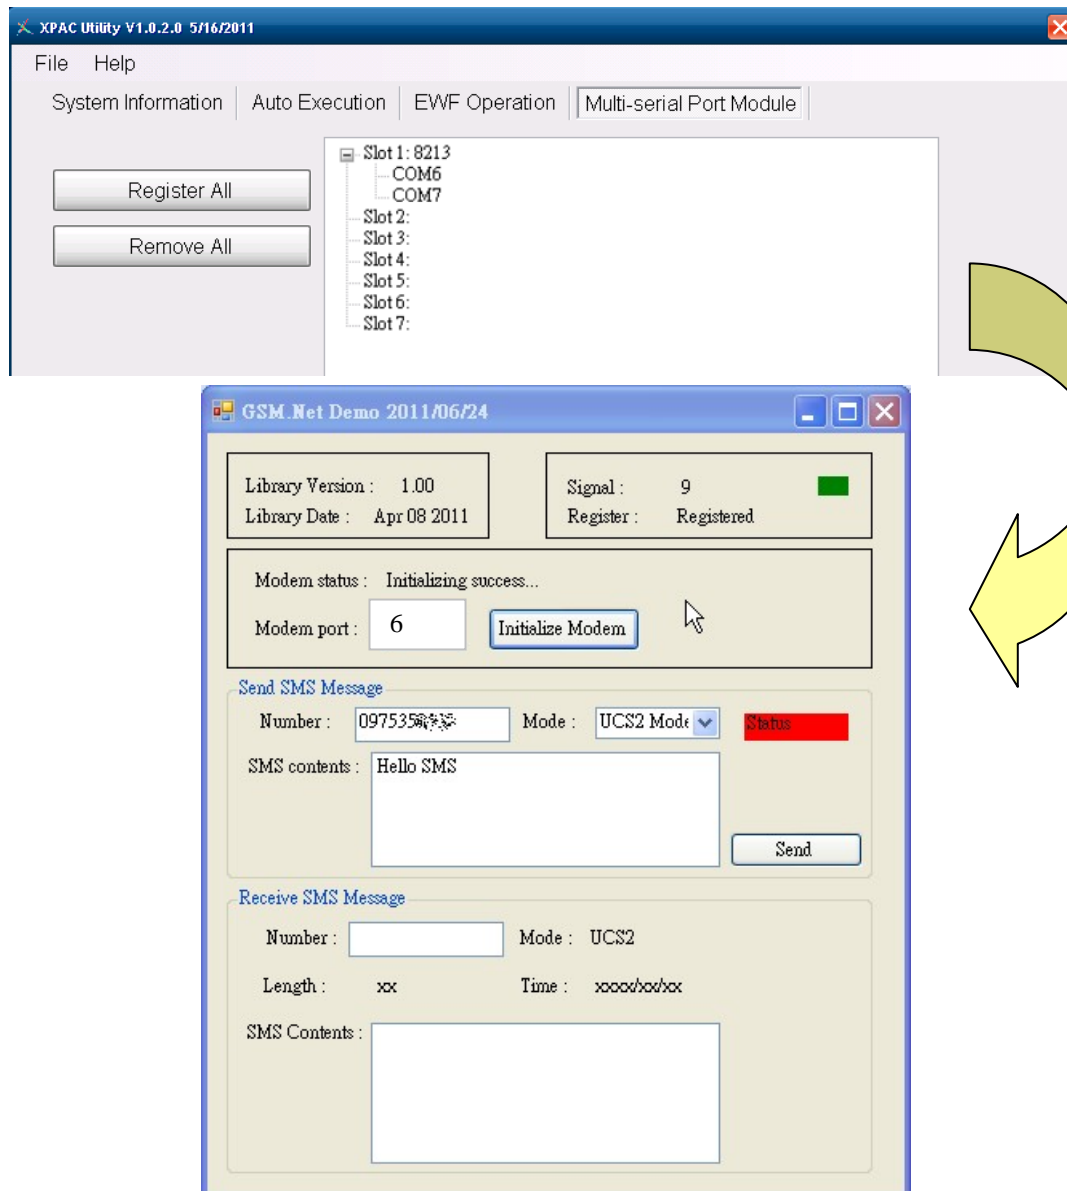 XPAC Utility V1.0.2.0 5/16/2011
File Help
System Information Auto Execution EWF Operation Multi-serial Port Module
Register All
Remove All
Slot 1: 8213
COM6
COM7
Slot 2:
Slot 3:
Slot 4:
Slot 5:
Slot 6:
Slot 7:
GSM.Net Demo 2011/06/24
Library Version : 1.00
Library Date : Apr 08 2011
Signal : 9
Register : Registered
Modem status : Initializing success...
Modem port : 6 Initialize Modem
Send SMS Message
Number : 097535 Mode : UCS2 Mode Status
SMS contents : Hello SMS
Send
Receive SMS Message
Number : Mode : UCS2
Length : xx Time : xxxx/xx/xx
SMS Contents :